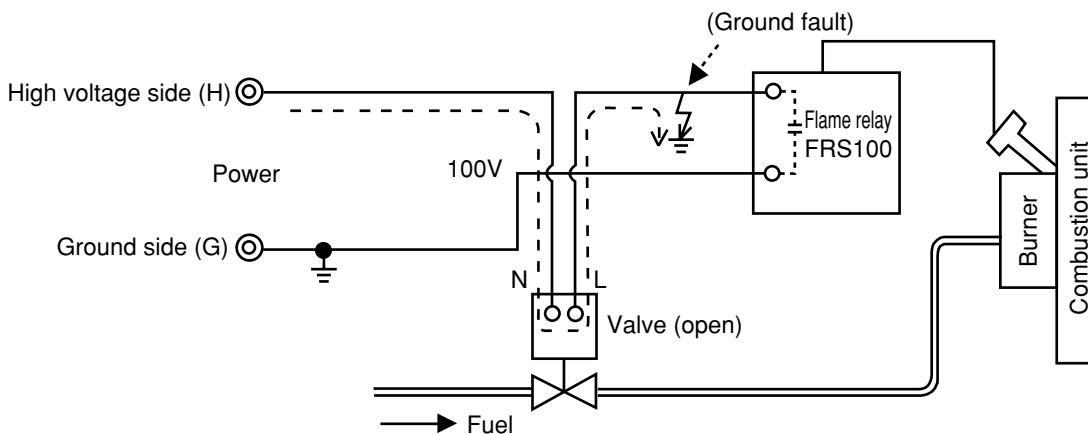 (Ground fault)
High voltage side (H)
Flame relay
FRS100
Power
100V
Ground side (G)
N
L
Valve (open)
Fuel
Burner
Combustion unit